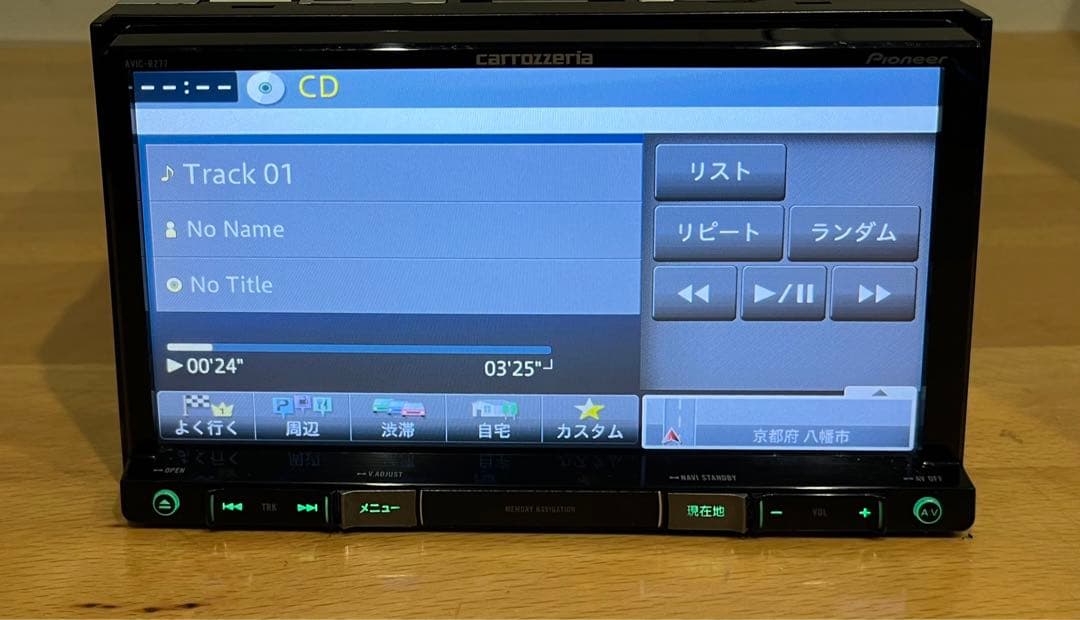 AVIC-RZ77
carrozzeria
Pioneer
--:-- CD
Track 01
No Name
No Title
00'24" 03'25"
リスト
リピート ランダム
よく行く 周辺 渋滞 自宅 カスタム
京都府 八幡市
OPEN V.ADJUST NAVI STANDBY AV OFF
TRK メニュー MEMORY NAVIGATION 現在地 - VOL + AV